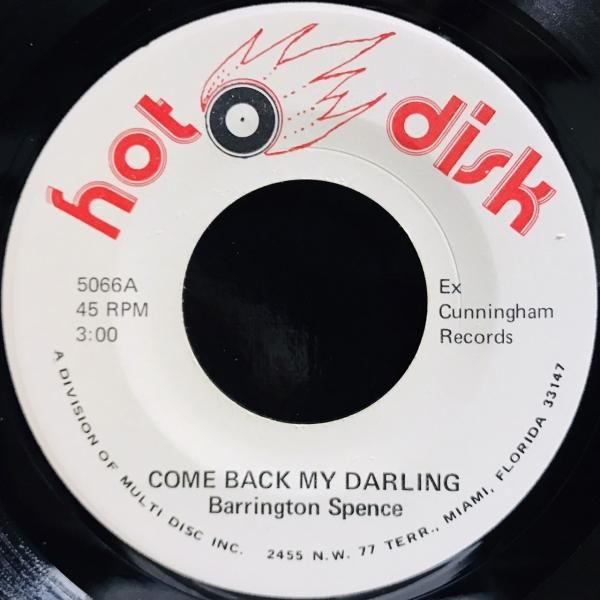 hot disk
5066A
45 RPM
3:00
Ex
Cunningham
Records
COME BACK MY DARLING
Barrington Spence
A DIVISION OF MULTI DISC INC. 2455 N.W. 77 TERR., MIAMI, FLORIDA 33147